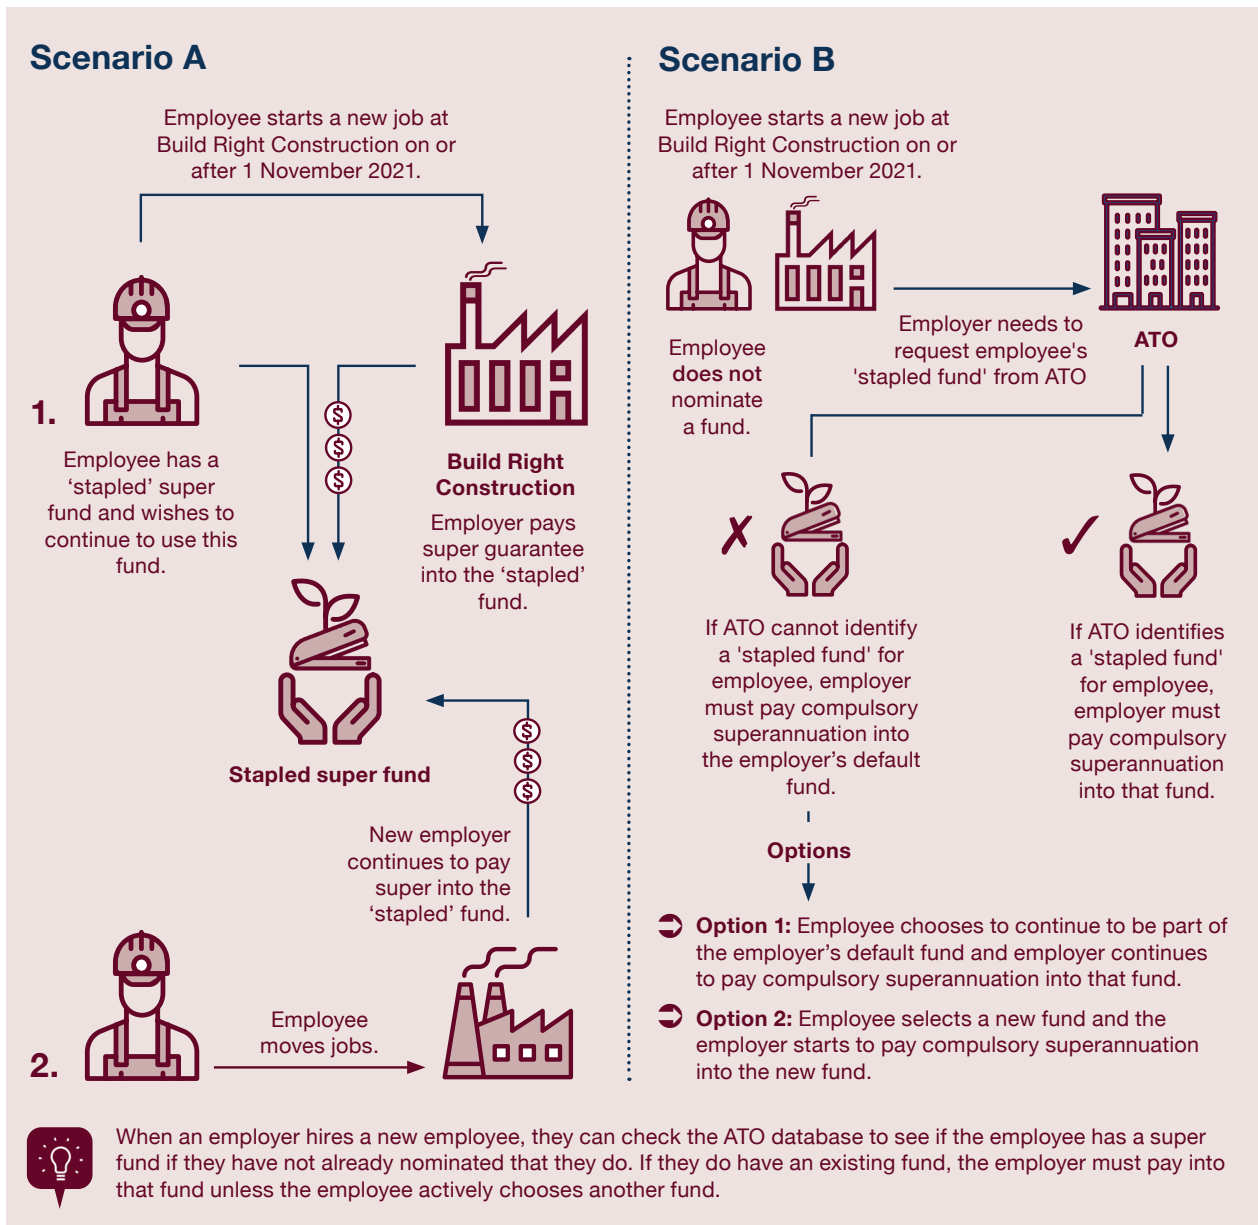 Scenario A
Employee starts a new job at
Build Right Construction on or
after 1 November 2021.
1.
Employee has a
‘stapled’ super
fund and wishes to
continue to use this
fund.
$
$
$
Build Right
Construction
Employer pays
super guarantee
into the ‘stapled’
fund.
Stapled super fund
$
$
$
New employer
continues to pay
super into the
‘stapled’ fund.
2.
Employee
moves jobs.
Scenario B
Employee starts a new job at
Build Right Construction on or
after 1 November 2021.
Employee
does not
nominate
a fund.
Employer needs to
request employee's
'stapled fund' from ATO
ATO
If ATO cannot identify
a 'stapled fund' for
employee, employer
must pay compulsory
superannuation into
the employer’s default
fund.
If ATO identifies
a 'stapled fund'
for employee,
employer must
pay compulsory
superannuation
into that fund.
Options
Option 1: Employee chooses to continue to be part of
the employer’s default fund and employer continues
to pay compulsory superannuation into that fund.
Option 2: Employee selects a new fund and the
employer starts to pay compulsory superannuation
into the new fund.
When an employer hires a new employee, they can check the ATO database to see if the employee has a super
fund if they have not already nominated that they do. If they do have an existing fund, the employer must pay into
that fund unless the employee actively chooses another fund.